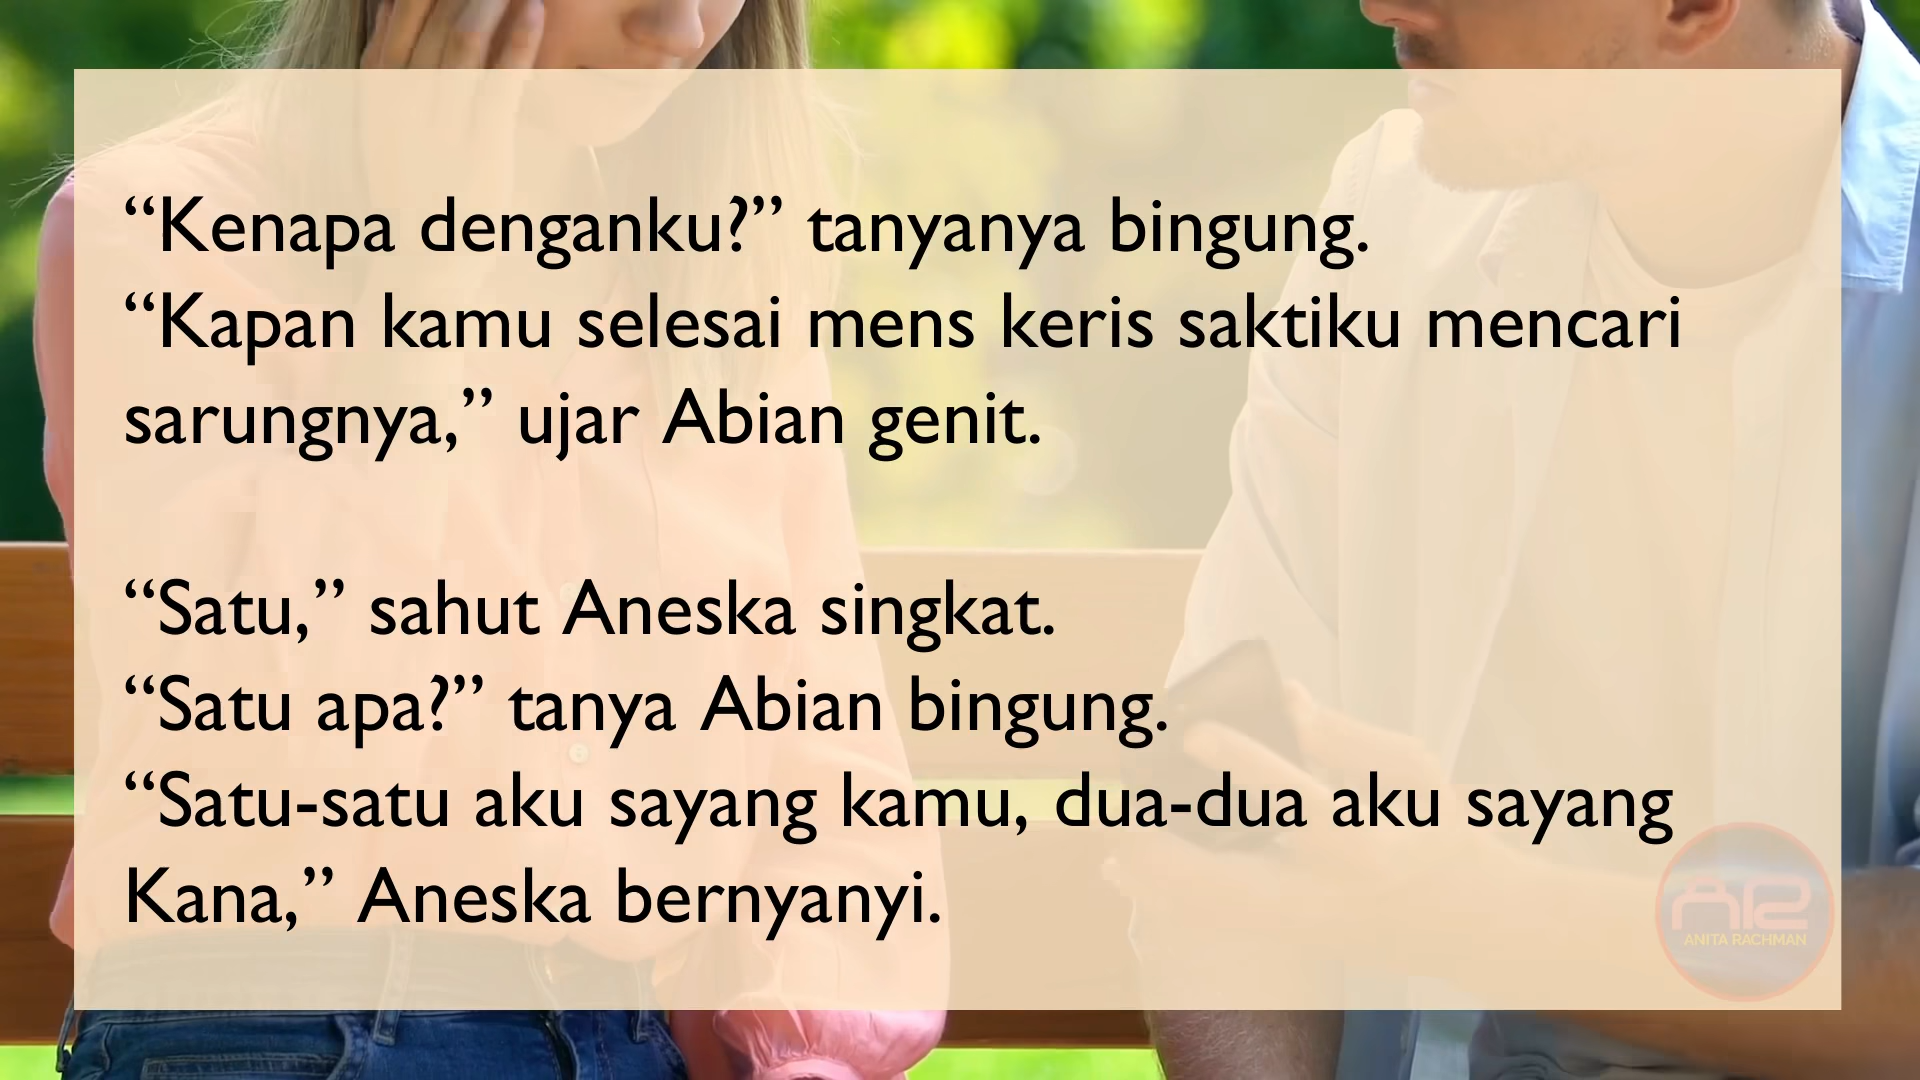 “Kenapa denganku?” tanyanya bingung.
“Kapan kamu selesai mens keris saktiku mencari
sarungnya,” ujar Abian genit.
“Satu,” sahut Aneska singkat.
“Satu apa?” tanya Abian bingung.
“Satu-satu aku sayang kamu, dua-dua aku sayang
Kana,” Aneska bernyanyi.
AR
ANITA RACHMAN